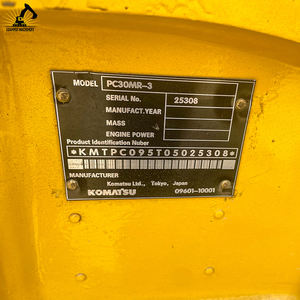 MODEL PC30MR-3
SERIAL No. 25308
MANUFACT.YEAR
MASS
ENGINE POWER
Product Identification Nuber
*KMTPC095T05025308*
MANUFACTURER
Komatsu Ltd., Tokyo, Japan
KOMATSU 09601-10001